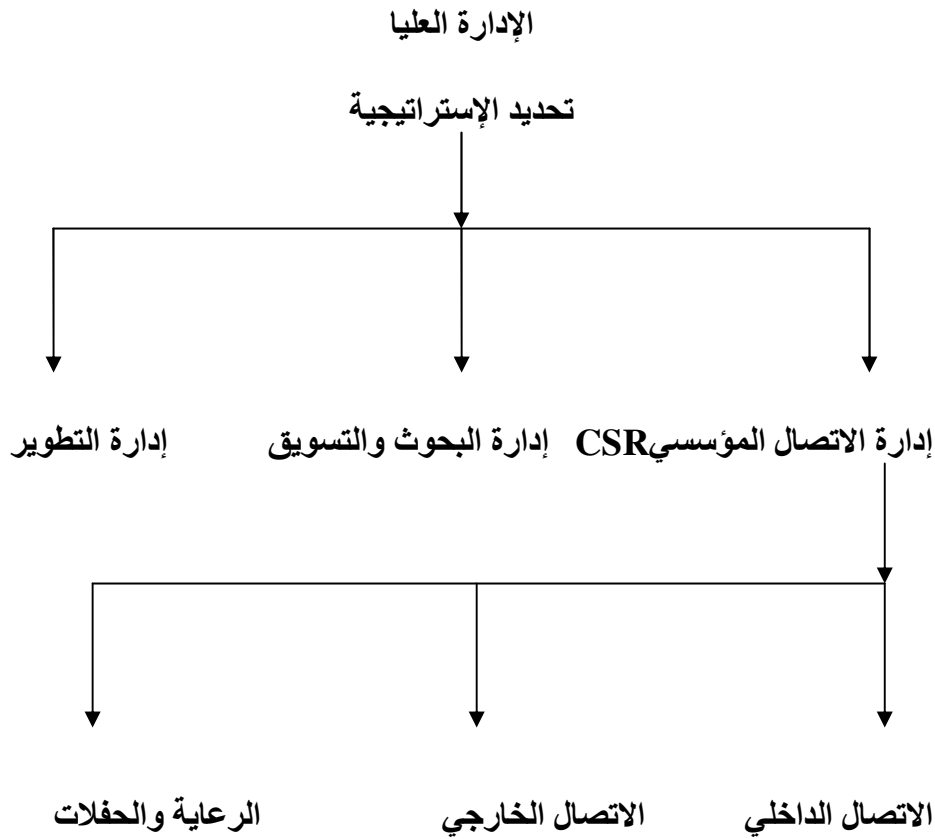 الإدارة العليا
تحديد الإستراتيجية
إدارة الاتصال المؤسسيCSR إدارة البحوث والتسويق إدارة التطوير
الاتصال الداخلي الاتصال الخارجي الرعاية والحفلات